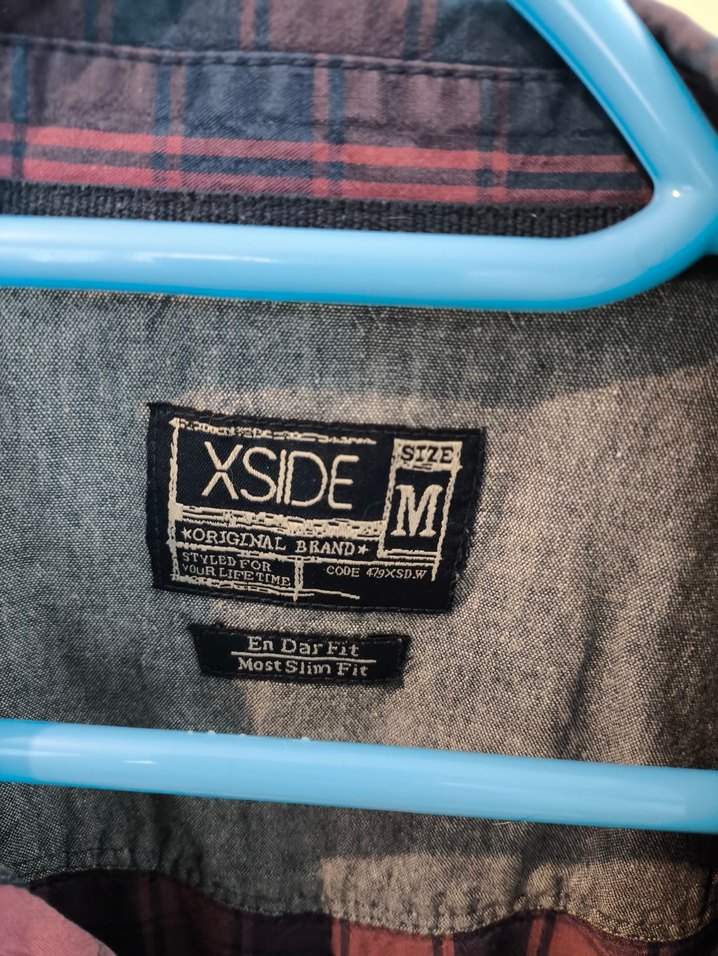 XSIDE
SIZE
M
★ORIGINAL BRAND★
STYLED FOR
YOUR LIFETIME
CODE 479XSD.W
En Dar Fit
Most Slim Fit